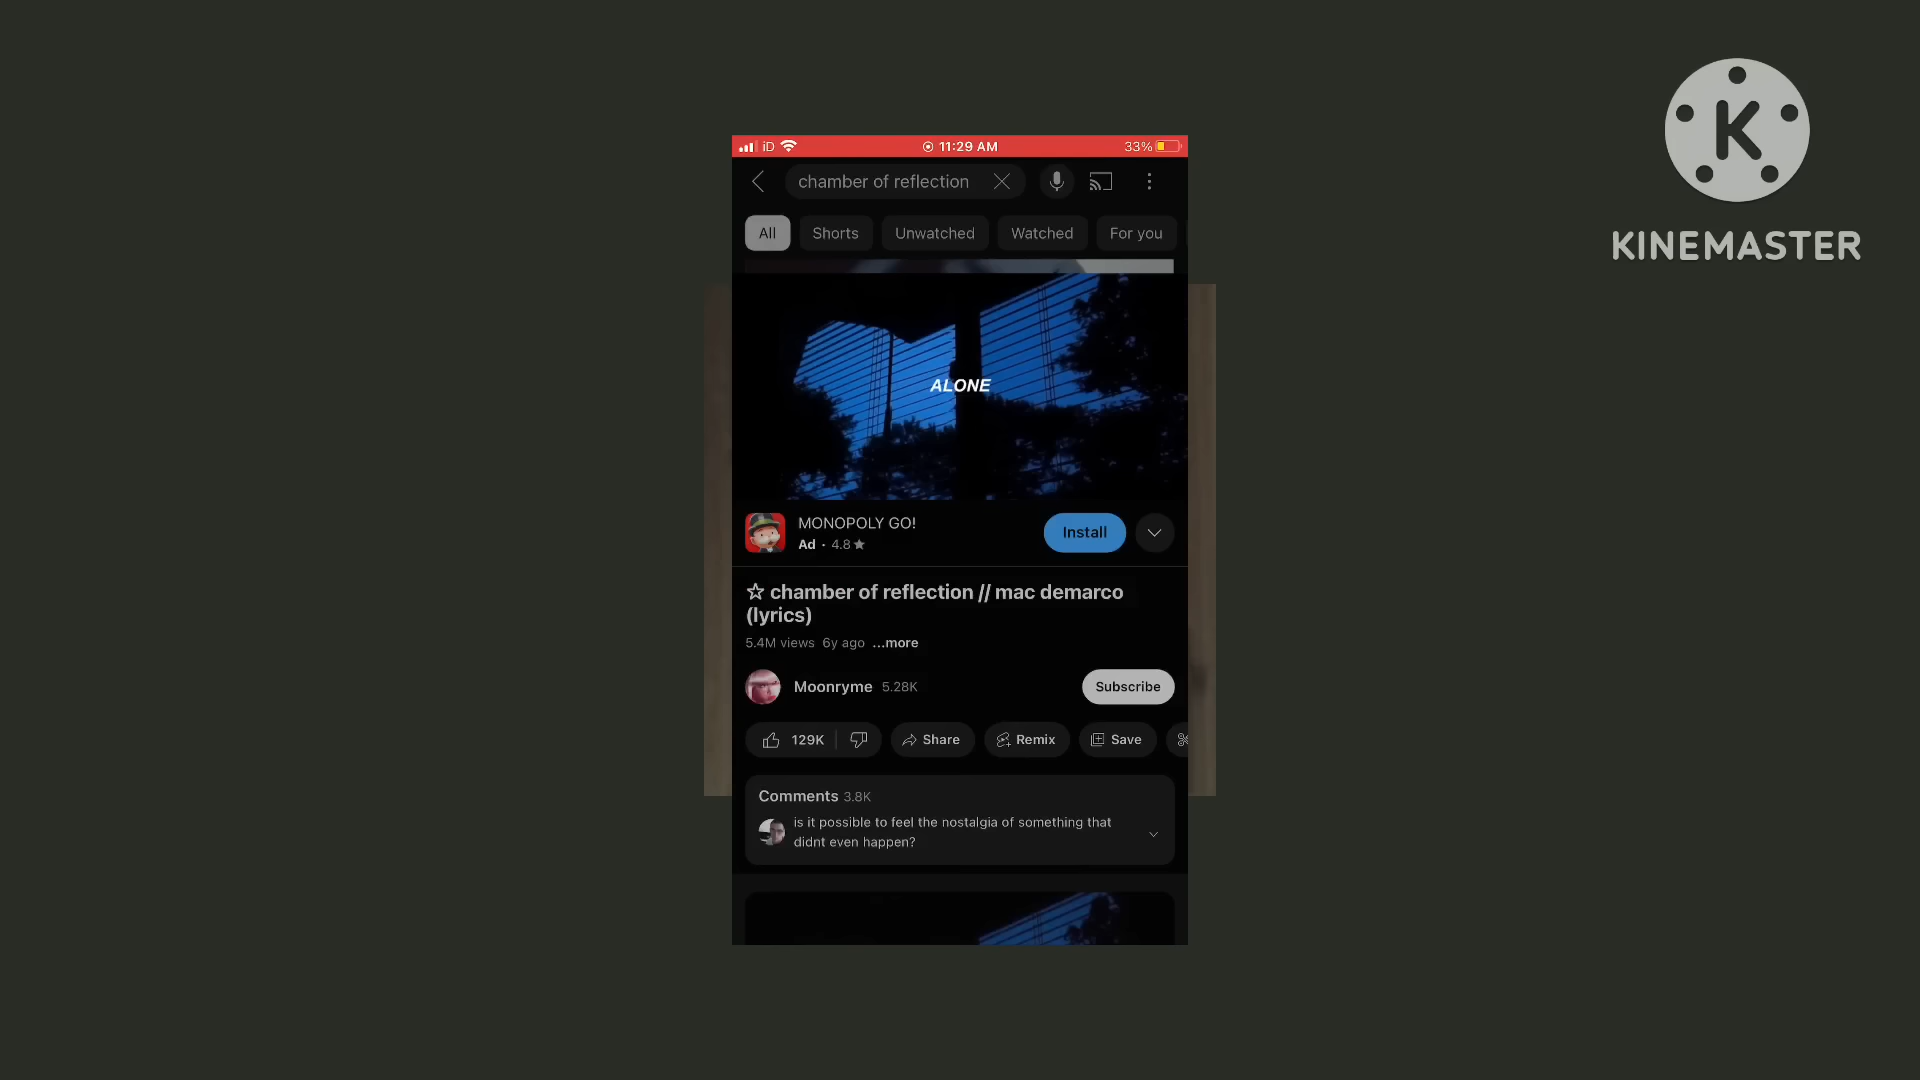 iD
11:29 AM
33%
chamber of reflection
All
Shorts
Unwatched
Watched
For you
ALONE
MONOPOLY GO!
Ad · 4.8★
Install
☆ chamber of reflection // mac demarco
(lyrics)
5.4M views 6y ago ...more
Moonryme 5.28K
Subscribe
129K
Share
Remix
Save
Comments 3.8K
is it possible to feel the nostalgia of something that
didnt even happen?
K
KINEMASTER